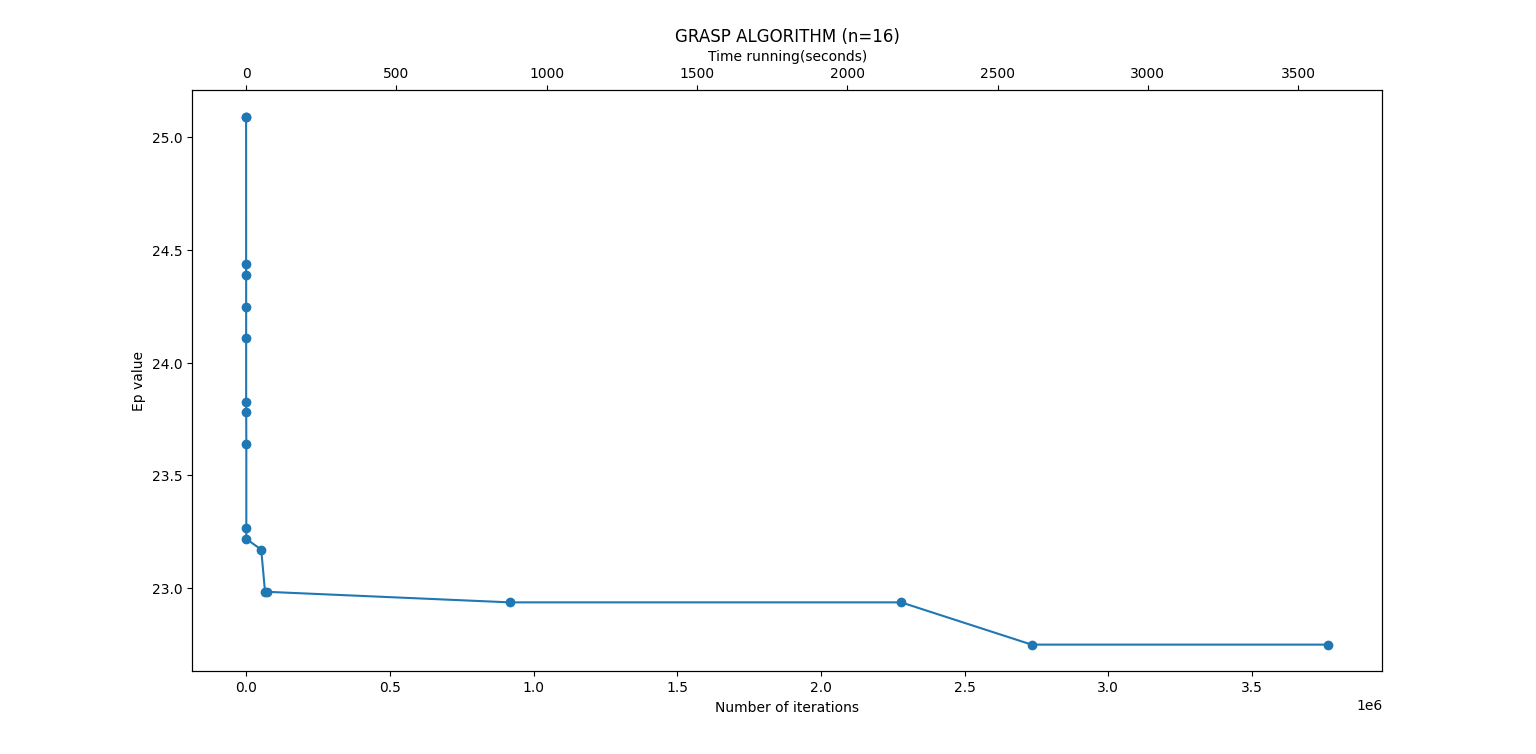 GRASP ALGORITHM (n=16)
Time running(seconds)
0 500 1000 1500 2000 2500 3000 3500
25.0
24.5
24.0
23.5
23.0
Ep value
0.0 0.5 1.0 1.5 2.0 2.5 3.0 3.5
1e6
Number of iterations